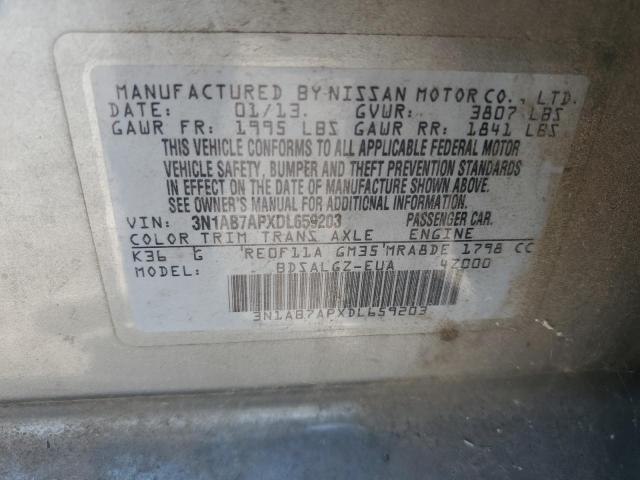 MANUFACTURED BY NISSAN MOTOR CO., LTD.
DATE: 01/13. GVWR: 3807 LBS
GAWR FR: 1995 LBS GAWR RR: 1841 LBS
THIS VEHICLE CONFORMS TO ALL APPLICABLE FEDERAL MOTOR
VEHICLE SAFETY, BUMPER AND THEFT PREVENTION STANDARDS
IN EFFECT ON THE DATE OF MANUFACTURE SHOWN ABOVE.
SEE OWNER'S MANUAL FOR ADDITIONAL INFORMATION.
VIN: 3N1AB7APXDL659203 PASSENGER CAR.
COLOR TRIM TRANS AXLE ENGINE
K36 G RE0F11A GM35 MRA8DE 1798 CC
MODEL: BDSALGZ-EUA 4Z000
3N1AB7APXDL659203